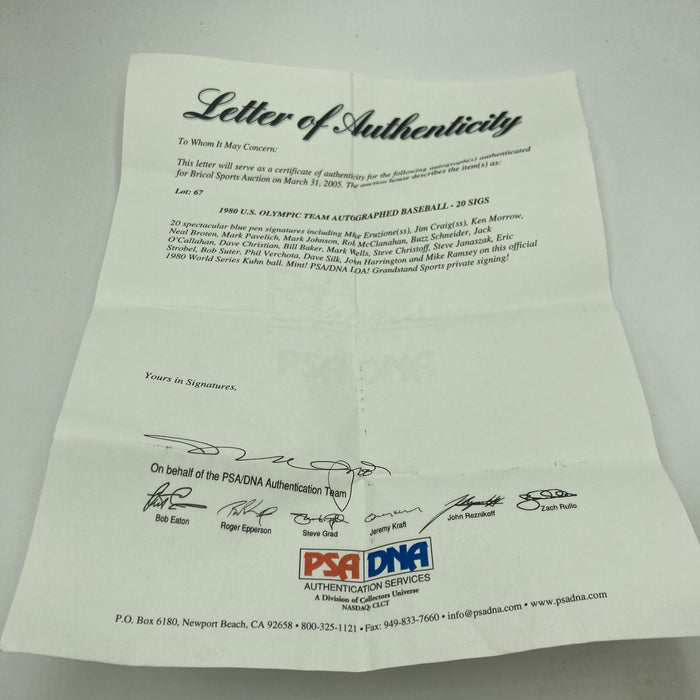 Letter of Authenticity
To Whom It May Concern:
This letter will serve as a certificate of authenticity for the following autograph(s) authenticated
for Bricol Sports Auction on March 31, 2005. The auction house describes the item(s) as:
Lot: 67
1980 U.S. OLYMPIC TEAM AUTOGRAPHED BASEBALL - 20 SIGS
20 spectacular blue pen signatures including Mike Eruzione(ss), Jim Craig(ss), Ken Morrow,
Neal Broten, Mark Pavelich, Mark Johnson, Rob McClanahan, Buzz Schneider, Jack
O'Callahan, Dave Christian, Bill Baker, Mark Wells, Steve Christoff, Steve Janaszak, Eric
Strobel, Bob Suter, Phil Verchota, Dave Silk, John Harrington and Mike Ramsey on this official
1980 World Series Kuhn ball. Mint! PSA/DNA LOA! Grandstand Sports private signing!
Yours in Signatures,
On behalf of the PSA/DNA Authentication Team
Bob Eaton Roger Epperson Steve Grad Jeremy Kraft John Reznikoff Zach Rullo
PSA DNA
AUTHENTICATION SERVICES
A Division of Collectors Universe
NASDAQ: CLCT
P.O. Box 6180, Newport Beach, CA 92658 • 800-325-1121 • Fax: 949-833-7660 • info@psadna.com • www.psadna.com